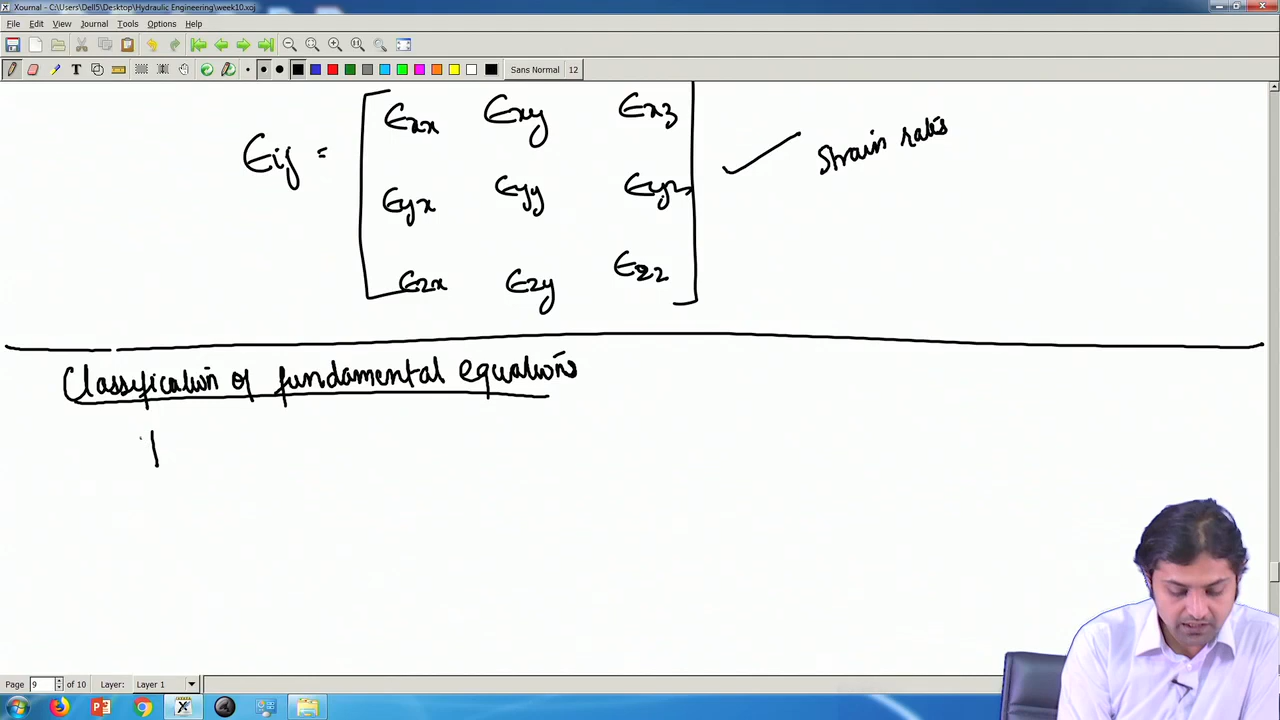 Xournal - C:\Users\Dell5\Desktop\Hydraulic Engineering\week10.xoj
File Edit View Journal Tools Options Help
Sans Normal 12
ϵxx ϵxy ϵxz
ϵij = strain rates
ϵyx ϵyy ϵyz
ϵzx ϵzy ϵzz
Classification of fundamental equations
Page 9 of 10 Layer: Layer 1